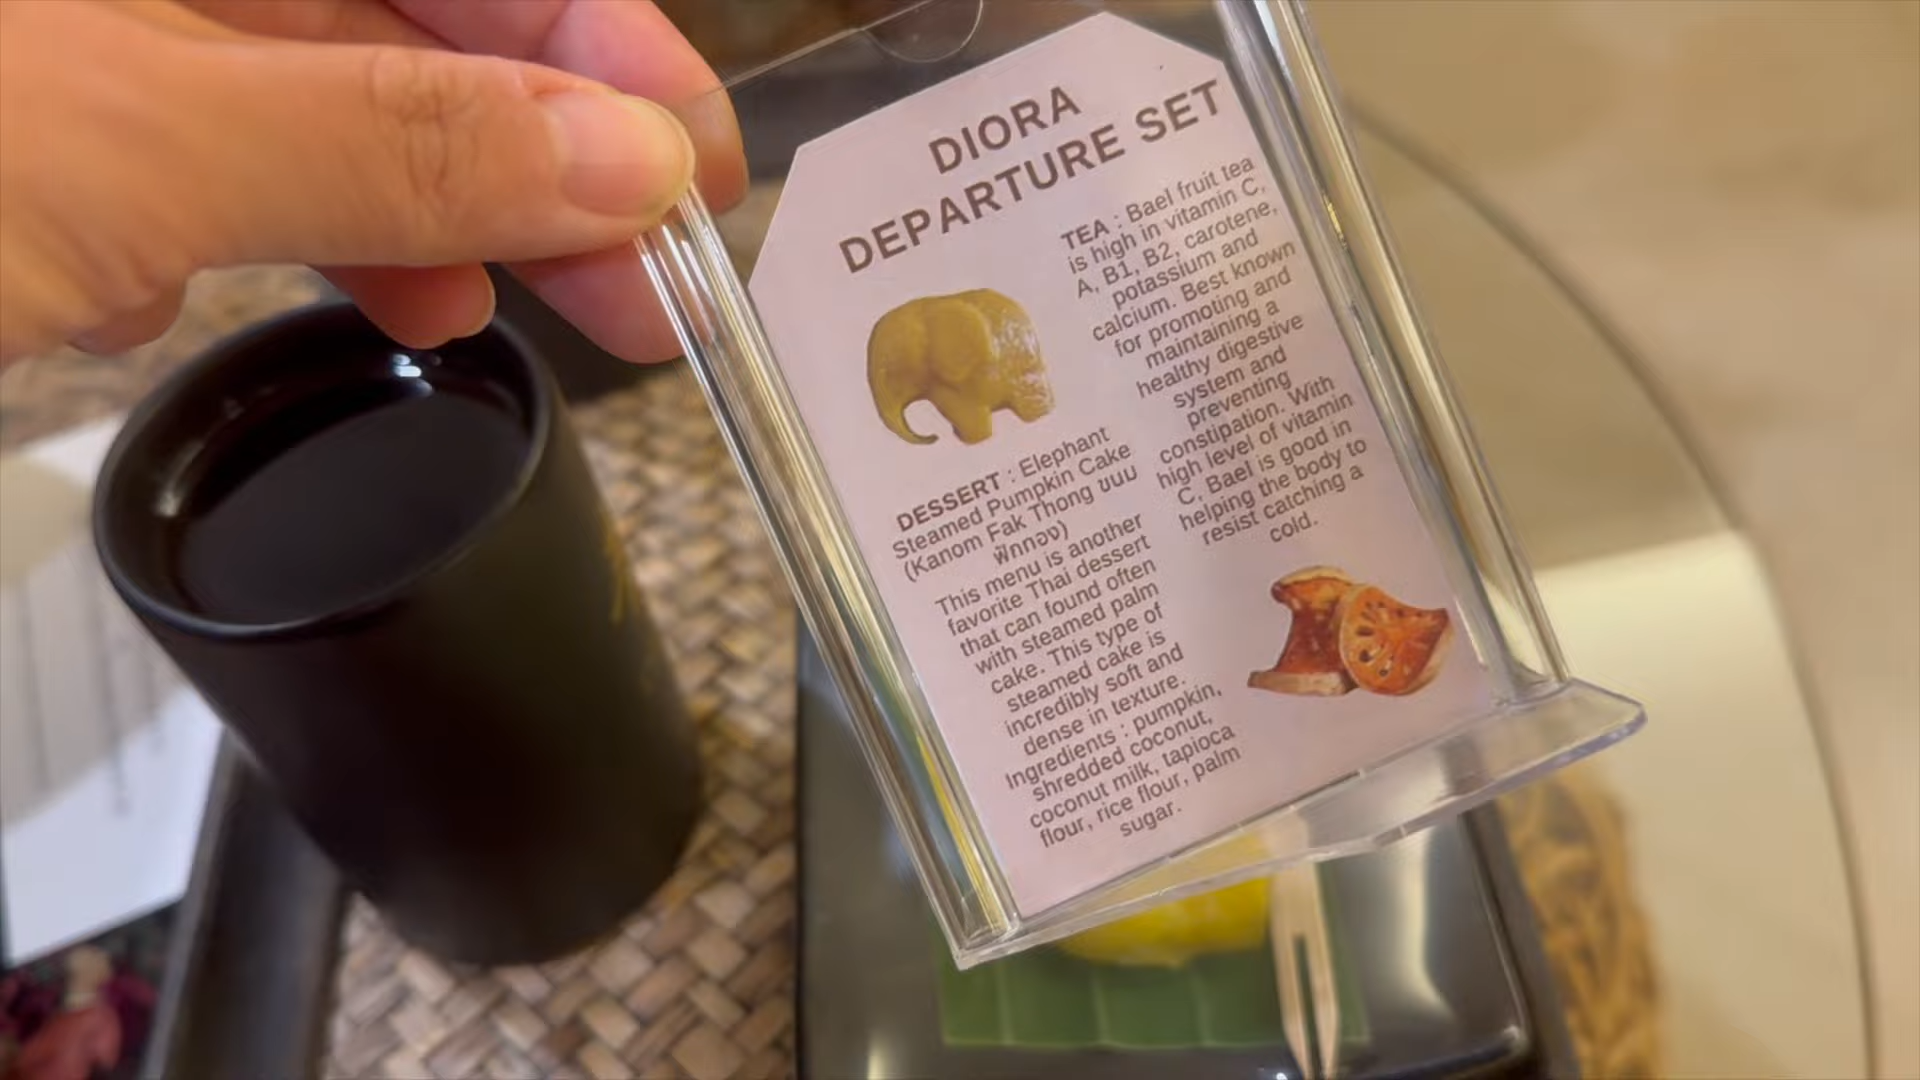 DIORA
DEPARTURE SET
DESSERT : Elephant
Steamed Pumpkin Cake
(Kanom Fak Thong ขนม
ฟักทอง)
This menu is another
favorite Thai dessert
that can found often
with steamed palm
cake. This type of
steamed cake is
incredibly soft and
dense in texture.
Ingredients : pumpkin,
shredded coconut,
coconut milk, tapioca
flour, rice flour, palm
sugar.
TEA : Bael fruit tea
is high in vitamin C,
A, B1, B2, carotene,
potassium and
calcium. Best known
for promoting and
maintaining a
healthy digestive
system and
preventing
constipation. With
high level of vitamin
C, Bael is good in
helping the body to
resist catching a
cold.